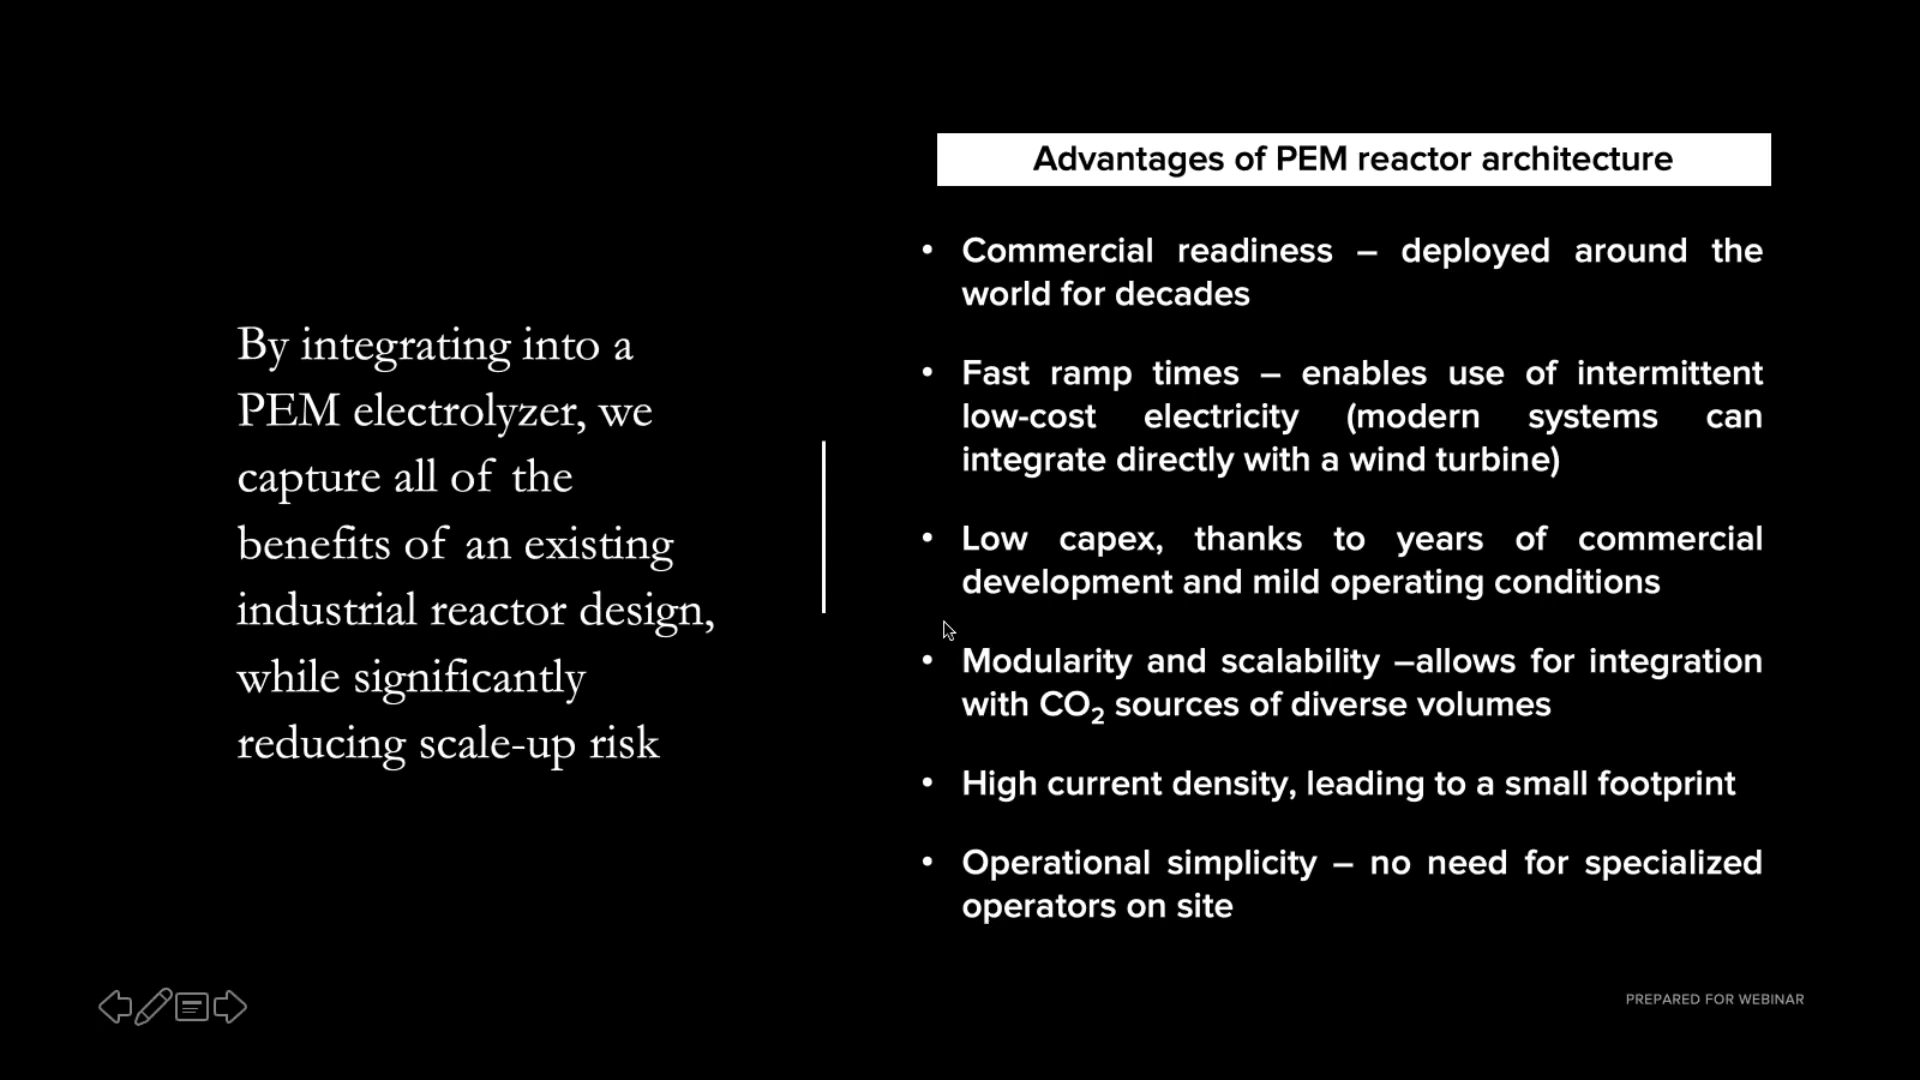 By integrating into a
PEM electrolyzer, we
capture all of the
benefits of an existing
industrial reactor design,
while significantly
reducing scale-up risk
Advantages of PEM reactor architecture
• Commercial readiness – deployed around the
world for decades
• Fast ramp times – enables use of intermittent
low-cost electricity (modern systems can
integrate directly with a wind turbine)
• Low capex, thanks to years of commercial
development and mild operating conditions
• Modularity and scalability –allows for integration
with CO₂ sources of diverse volumes
• High current density, leading to a small footprint
• Operational simplicity – no need for specialized
operators on site
PREPARED FOR WEBINAR